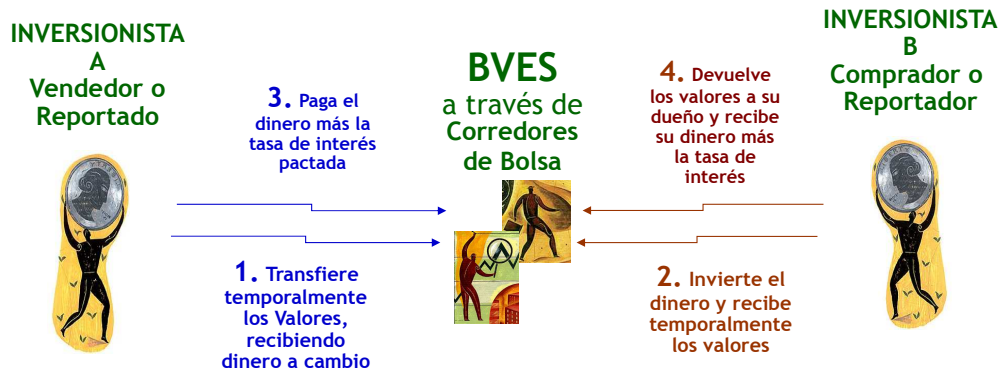 INVERSIONISTA
A
Vendedor o
Reportado
3. Paga el
dinero más la
tasa de interés
pactada
1. Transfiere
temporalmente
los Valores,
recibiendo
dinero a cambio
BVES
a través de
Corredores
de Bolsa
4. Devuelve
los valores a su
dueño y recibe
su dinero más
la tasa de
interés
2. Invierte el
dinero y recibe
temporalmente
los valores
INVERSIONISTA
B
Comprador o
Reportador